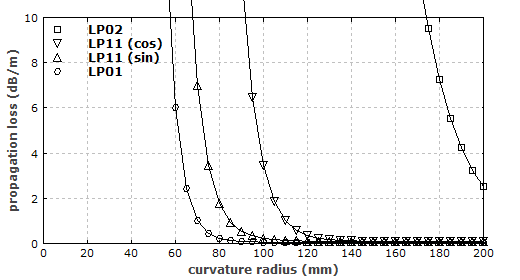 10
8
6
4
2
0
propagation loss (dB/m)
LP02
LP11 (cos)
LP11 (sin)
LP01
0 20 40 60 80 100 120 140 160 180 200
curvature radius (mm)